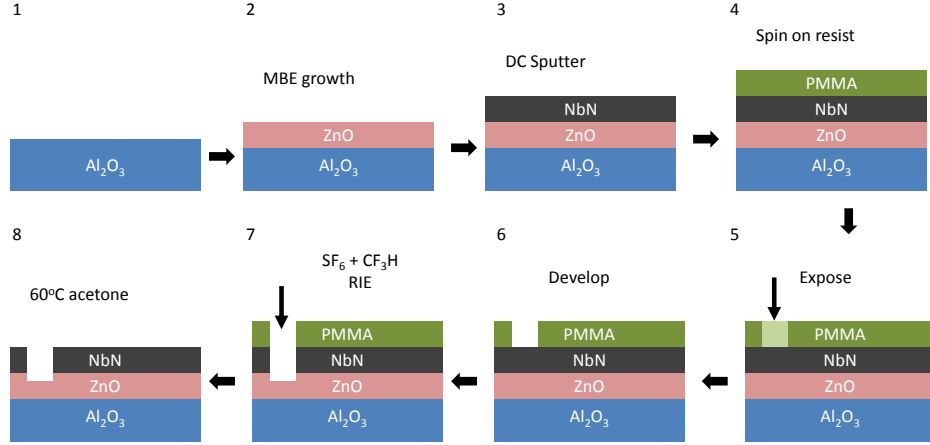 1
Al₂O₃
2
MBE growth
ZnO
Al₂O₃
3
DC Sputter
NbN
ZnO
Al₂O₃
4
Spin on resist
PMMA
NbN
ZnO
Al₂O₃
5
Expose
PMMA
NbN
ZnO
Al₂O₃
6
Develop
PMMA
NbN
ZnO
Al₂O₃
7
SF₆ + CF₃H
RIE
PMMA
NbN
ZnO
Al₂O₃
8
60°C acetone
NbN
ZnO
Al₂O₃